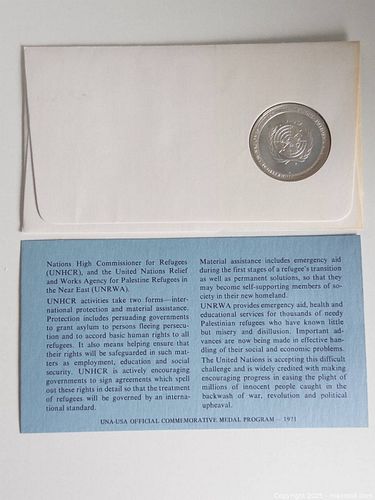 Nations High Commissioner for Refugees
(UNHCR), and the United Nations Relief
and Works Agency for Palestine Refugees in
the Near East (UNRWA).
UNHCR activities take two forms—inter-
national protection and material assistance.
Protection includes persuading governments
to grant asylum to persons fleeing persecu-
tion and to accord basic human rights to all
refugees. It also means helping ensure that
their rights will be safeguarded in such mat-
ters as employment, education and social
security. UNHCR is actively encouraging
governments to sign agreements which spell
out these rights in detail so that the treatment
of refugees will be governed by an interna-
tional standard.
Material assistance includes emergency aid
during the first stages of a refugee's transition
as well as permanent solutions, so that they
may become self-supporting members of so-
ciety in their new homeland.
UNRWA provides emergency aid, health and
educational services for thousands of needy
Palestinian refugees who have known little
but misery and disillusion. Important ad-
vances are now being made in effective han-
dling of their social and economic problems.
The United Nations is accepting this difficult
challenge and is widely credited with making
encouraging progress in easing the plight of
millions of innocent people caught in the
backwash of war, revolution and political
upheaval.
UNA-USA OFFICIAL COMMEMORATIVE MEDAL PROGRAM — 1971